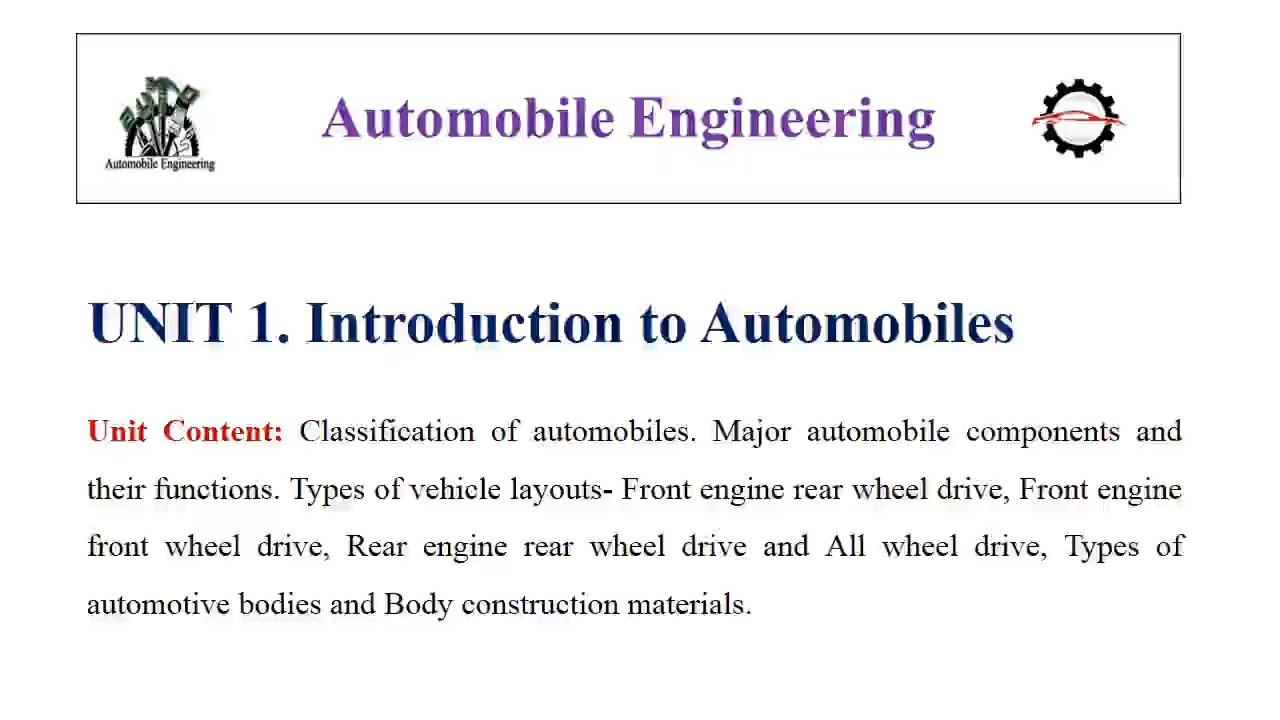 Automobile Engineering
Automobile Engineering
UNIT 1. Introduction to Automobiles
Unit Content: Classification of automobiles. Major automobile components and
their functions. Types of vehicle layouts- Front engine rear wheel drive, Front engine
front wheel drive, Rear engine rear wheel drive and All wheel drive, Types of
automotive bodies and Body construction materials.